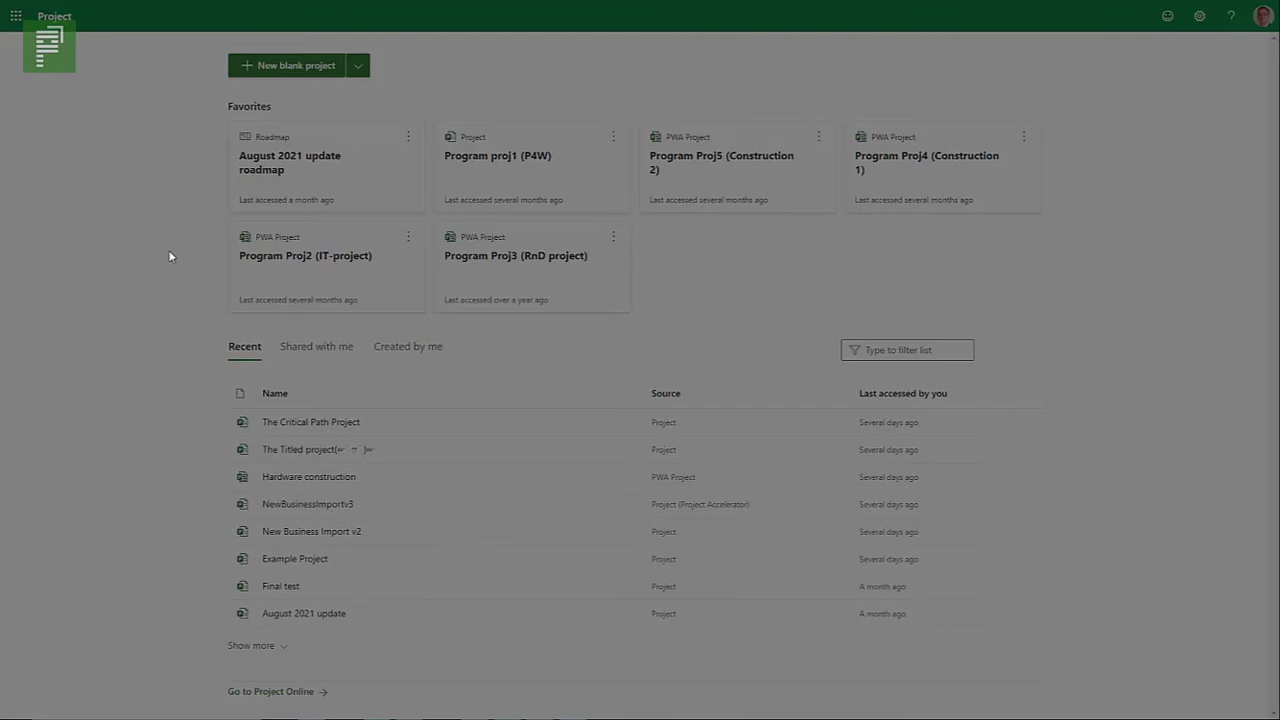 Project
New blank project
Favorites
Roadmap
August 2021 update
roadmap
Last accessed a month ago
Project
Program proj1 (P4W)
Last accessed several months ago
PWA Project
Program Proj5 (Construction
2)
Last accessed several months ago
PWA Project
Program Proj4 (Construction
1)
Last accessed several months ago
PWA Project
Program Proj2 (IT-project)
Last accessed several months ago
PWA Project
Program Proj3 (RnD project)
Last accessed over a year ago
Recent Shared with me Created by me
Type to filter list
Name Source Last accessed by you
The Critical Path Project Project Several days ago
The Titled project Project Several days ago
Hardware construction PWA Project Several days ago
NewBusinessImportv3 Project (Project Accelerator) Several days ago
New Business Import v2 Project Several days ago
Example Project Project Several days ago
Final test Project A month ago
August 2021 update Project A month ago
Show more
Go to Project Online →